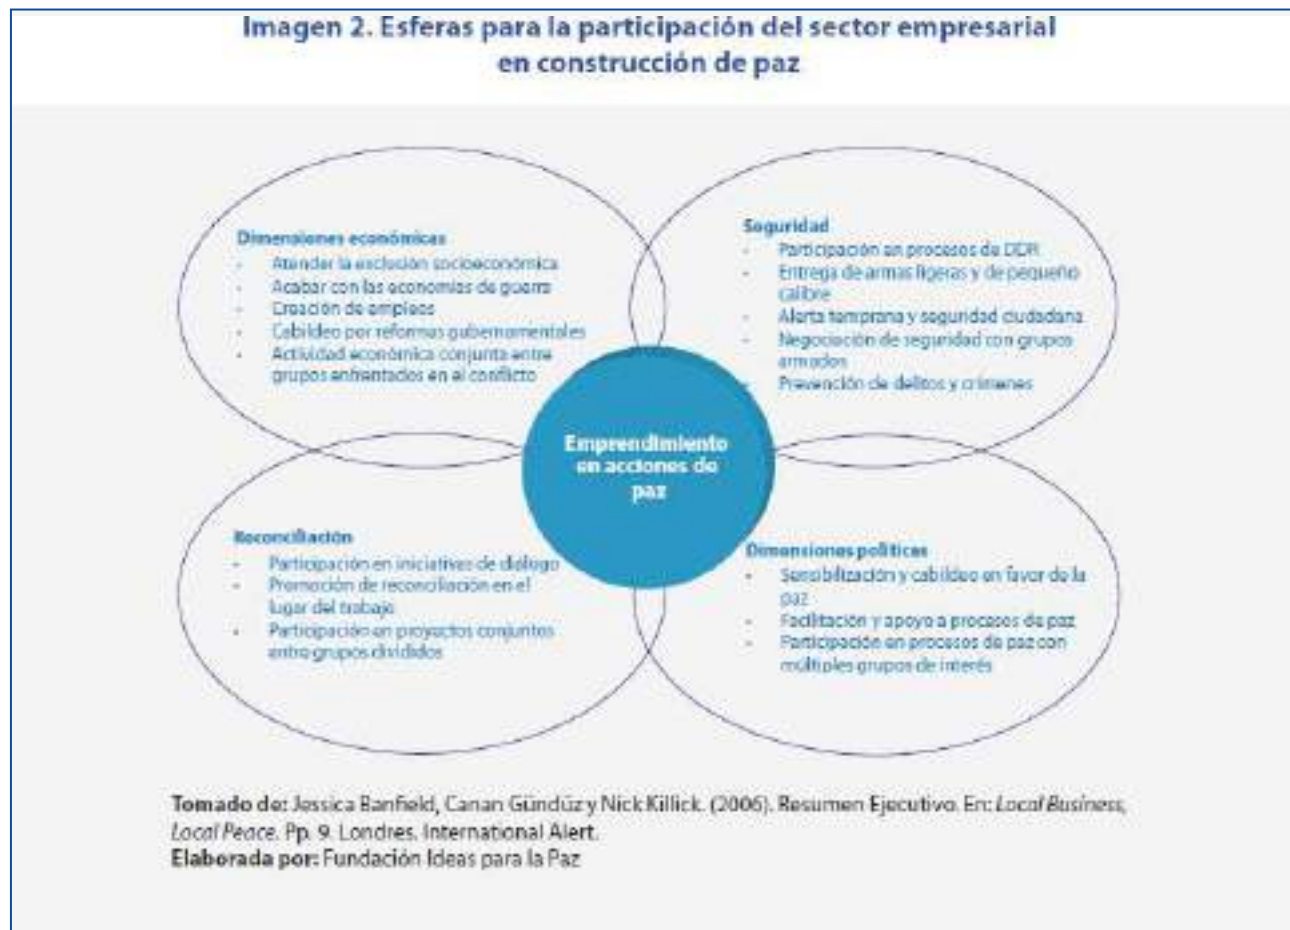 Imagen 2. Esferas para la participación del sector empresarial
en construcción de paz
Dimensiones económicas
- Atender la exclusión socioeconómica
- Acabar con las economías de guerra
- Creación de empleos
- Cabildeo por reformas gubernamentales
- Actividad económica conjunta entre
grupos enfrentados en el conflicto
Seguridad
- Participación en procesos de DDR
- Entrega de armas ligeras y de pequeño
calibre
- Alerta temprana y seguridad ciudadana
- Negociación de seguridad con grupos
armados
- Prevención de delitos y crímenes
Emprendimiento
en acciones de
paz
Reconciliación
- Participación en iniciativas de diálogo
- Promoción de reconciliación en el
lugar del trabajo
- Participación en proyectos conjuntos
entre grupos divididos
Dimensiones políticas
- Sensibilización y cabildeo en favor de la
paz
- Facilitación y apoyo a procesos de paz
- Participación en procesos de paz con
múltiples grupos de interés
Tomado de: Jessica Banfield, Canan Gündüz y Nick Killick. (2006). Resumen Ejecutivo. En: Local Business,
Local Peace. Pp. 9. Londres. International Alert.
Elaborada por: Fundación Ideas para la Paz